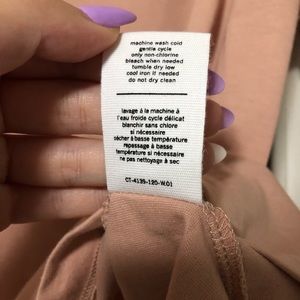 machine wash cold
gentle cycle
only non-chlorine
bleach when needed
tumble dry low
cool iron if needed
do not dry clean
lavage à la machine à
l'eau froide cycle délicat
blanchir sans chlore
si nécessaire
sécher à basse
température
repassage à basse
température si nécessaire
ne pas nettoyage à sec
CT-4135-120-W.01